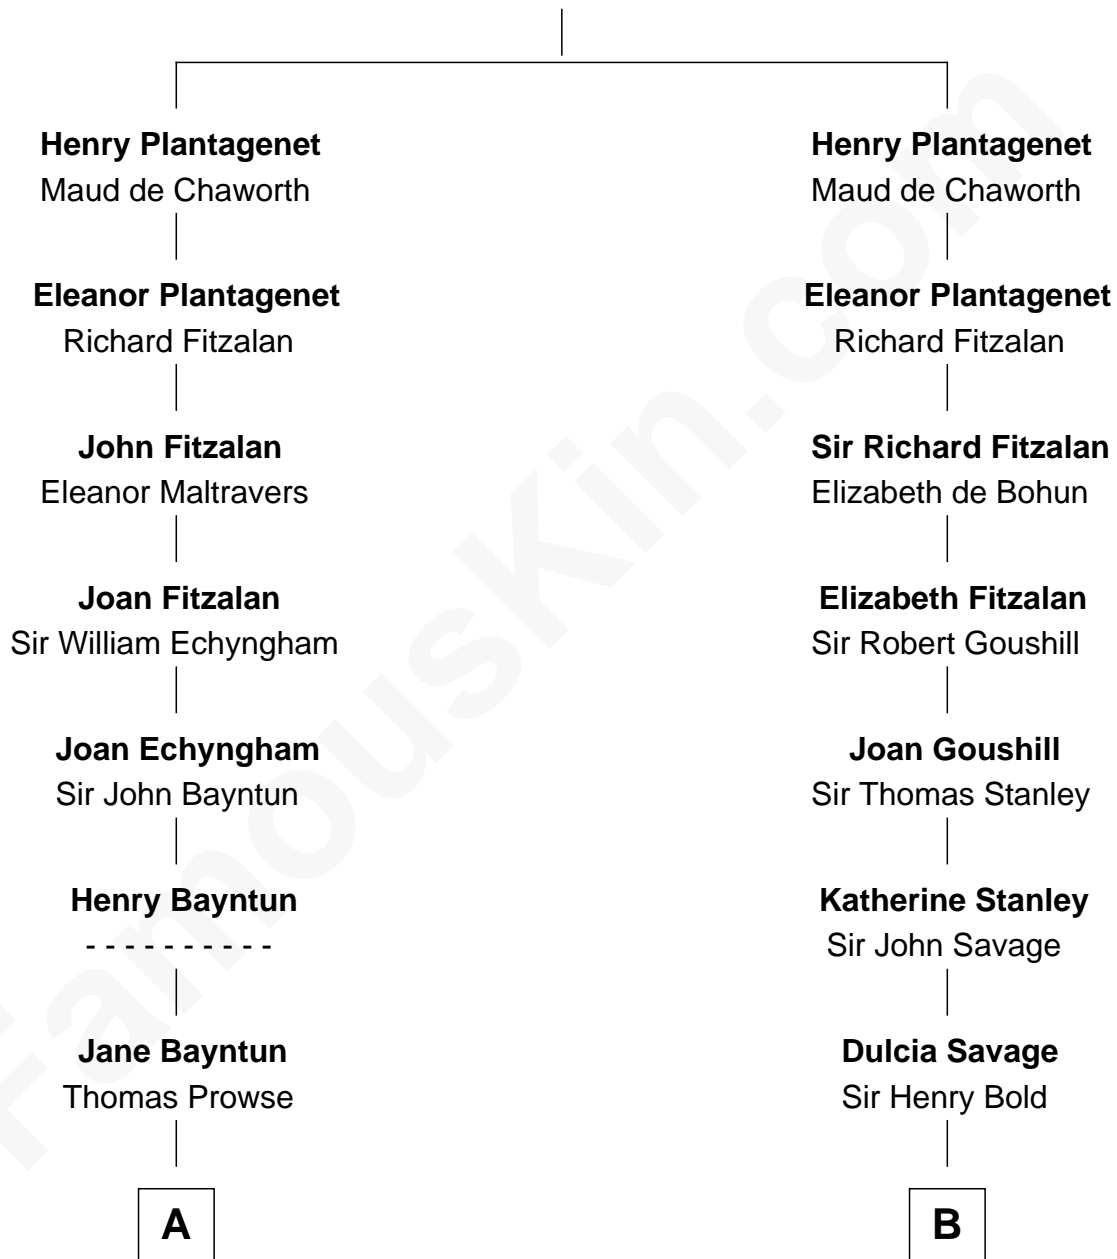 Henry Plantagenet
Maud de Chaworth
Eleanor Plantagenet
Richard Fitzalan
John Fitzalan
Eleanor Maltravers
Joan Fitzalan
Sir William Echyngham
Joan Echyngham
Sir John Bayntun
Henry Bayntun
- - - - - - - - - -
Jane Bayntun
Thomas Prowse
A
Henry Plantagenet
Maud de Chaworth
Eleanor Plantagenet
Richard Fitzalan
Sir Richard Fitzalan
Elizabeth de Bohun
Elizabeth Fitzalan
Sir Robert Goushill
Joan Goushill
Sir Thomas Stanley
Katherine Stanley
Sir John Savage
Dulcia Savage
Sir Henry Bold
B
FamousKin.com